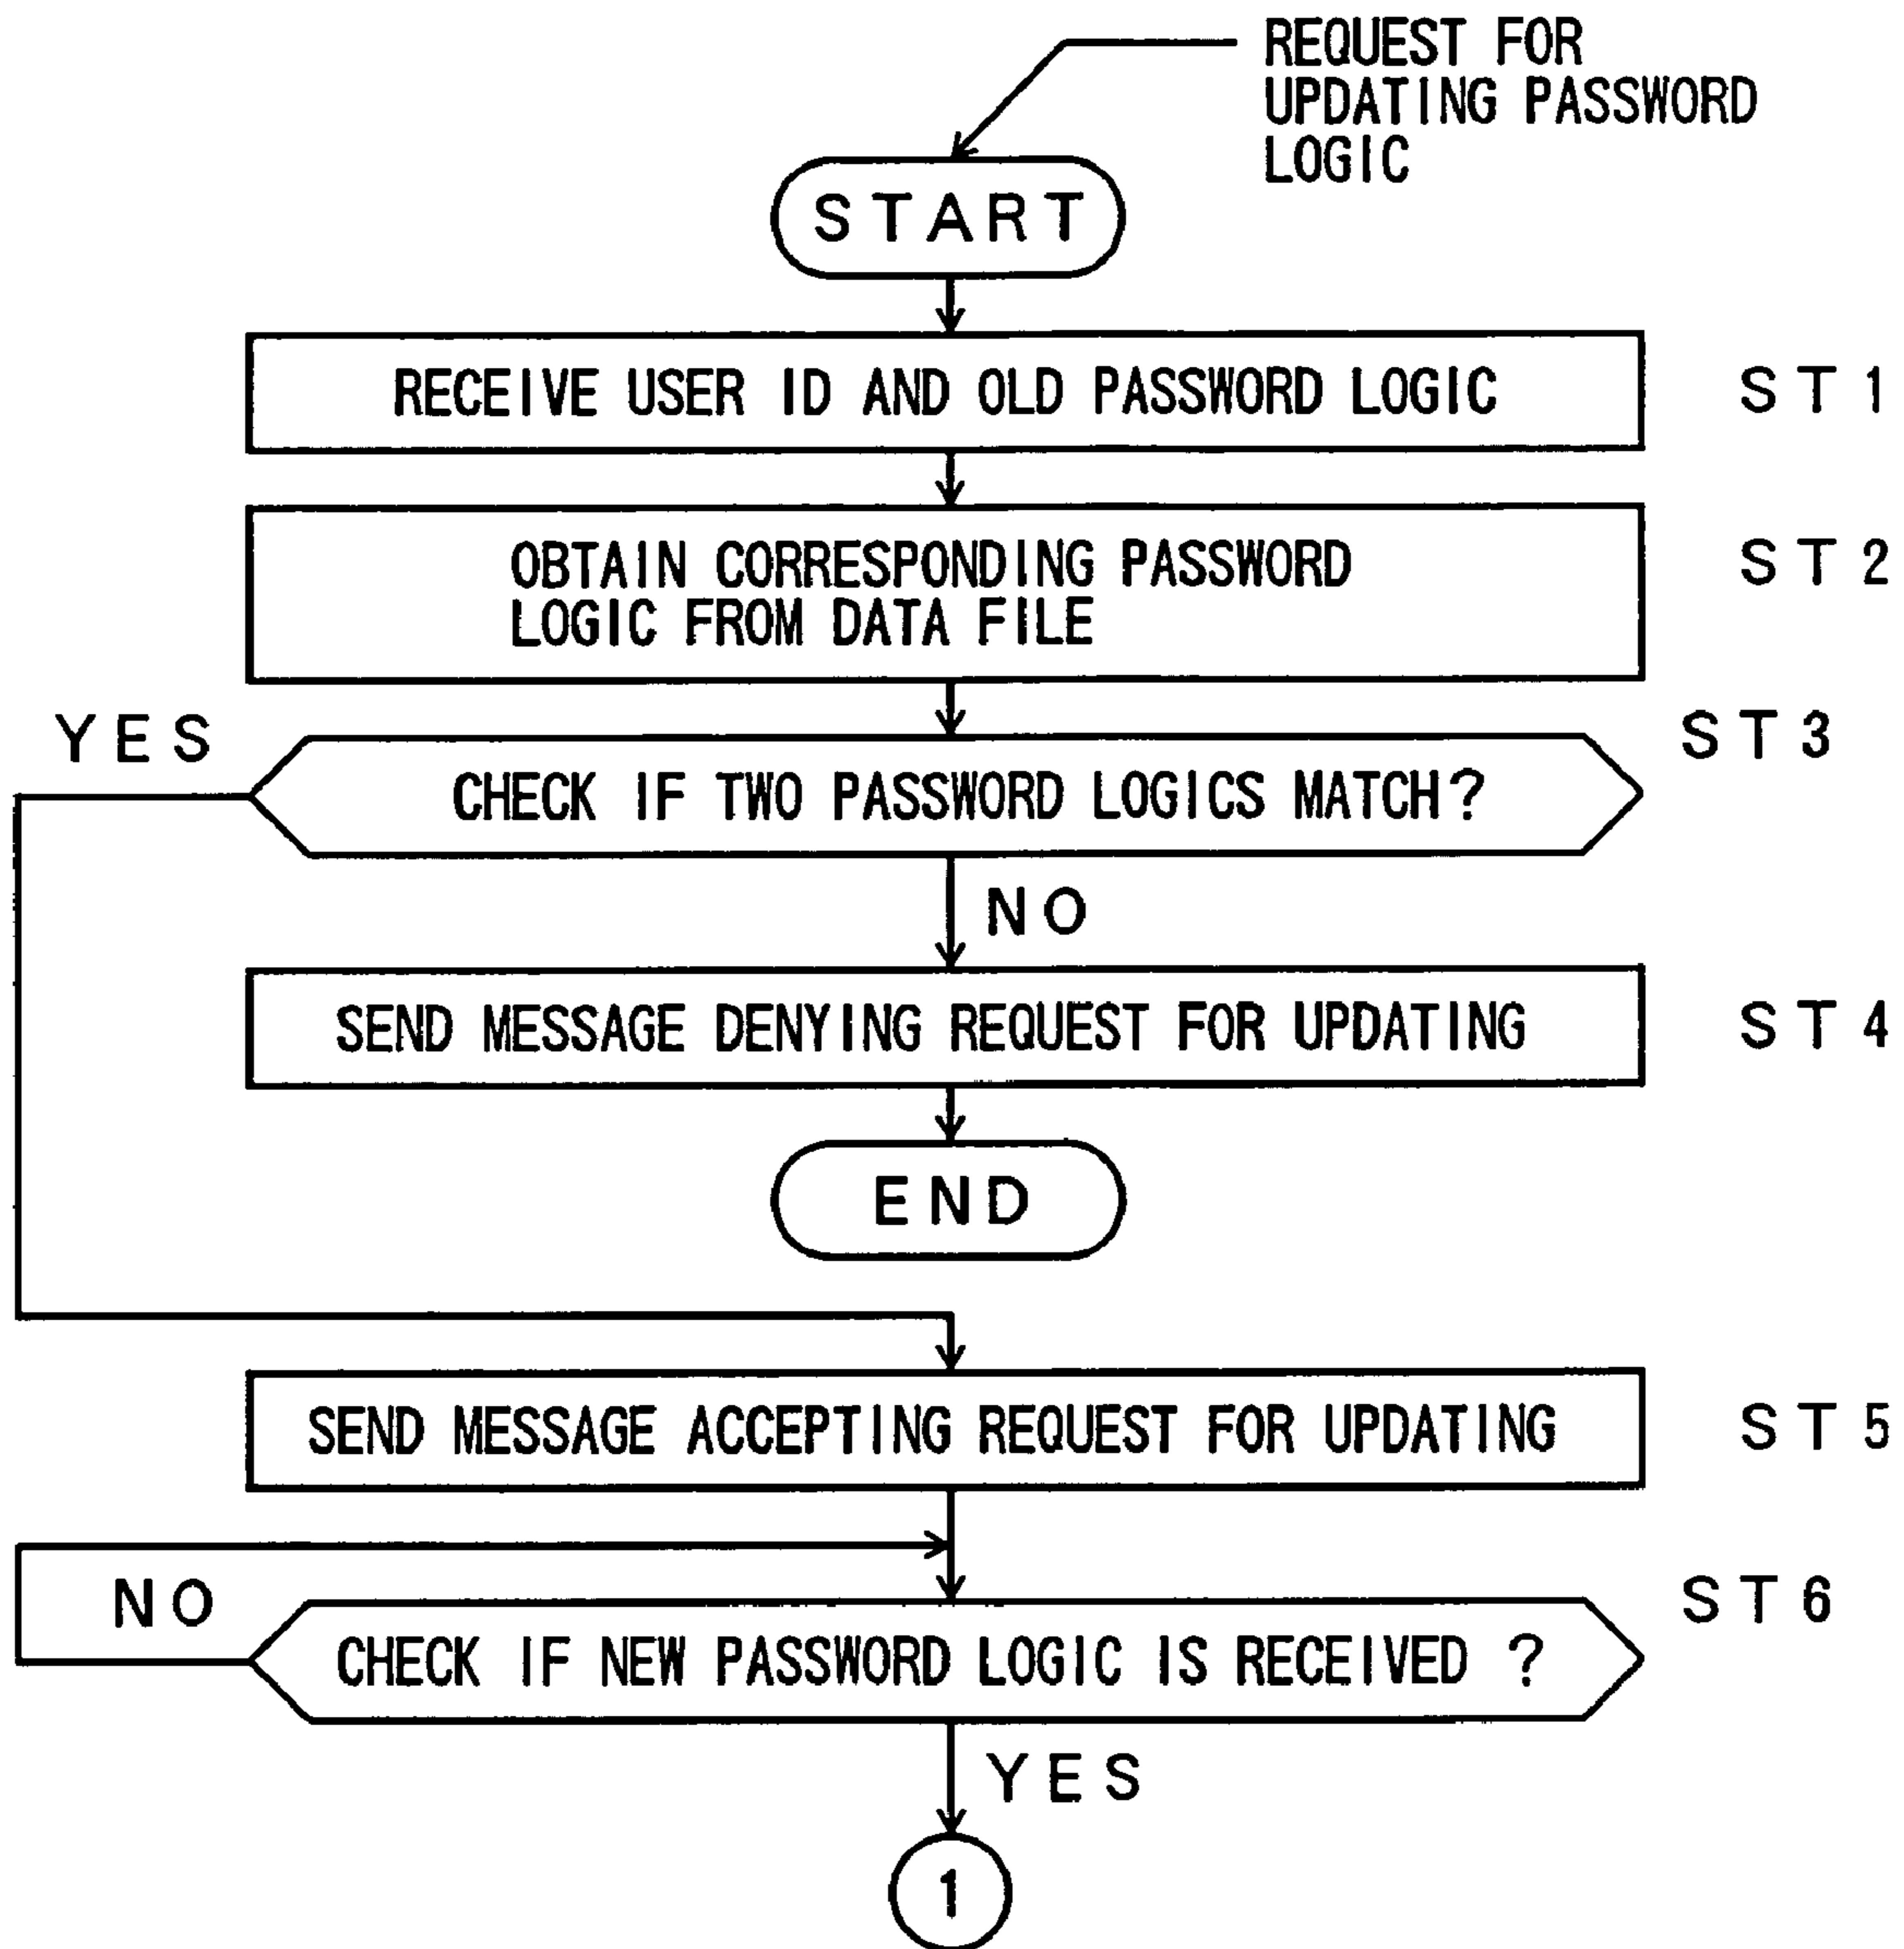 REQUEST FOR
UPDATING PASSWORD
LOGIC
START
RECEIVE USER ID AND OLD PASSWORD LOGIC
ST1
OBTAIN CORRESPONDING PASSWORD
LOGIC FROM DATA FILE
ST2
YES
CHECK IF TWO PASSWORD LOGICS MATCH?
ST3
NO
SEND MESSAGE DENYING REQUEST FOR UPDATING
ST4
END
SEND MESSAGE ACCEPTING REQUEST FOR UPDATING
ST5
NO
CHECK IF NEW PASSWORD LOGIC IS RECEIVED ?
ST6
YES
1